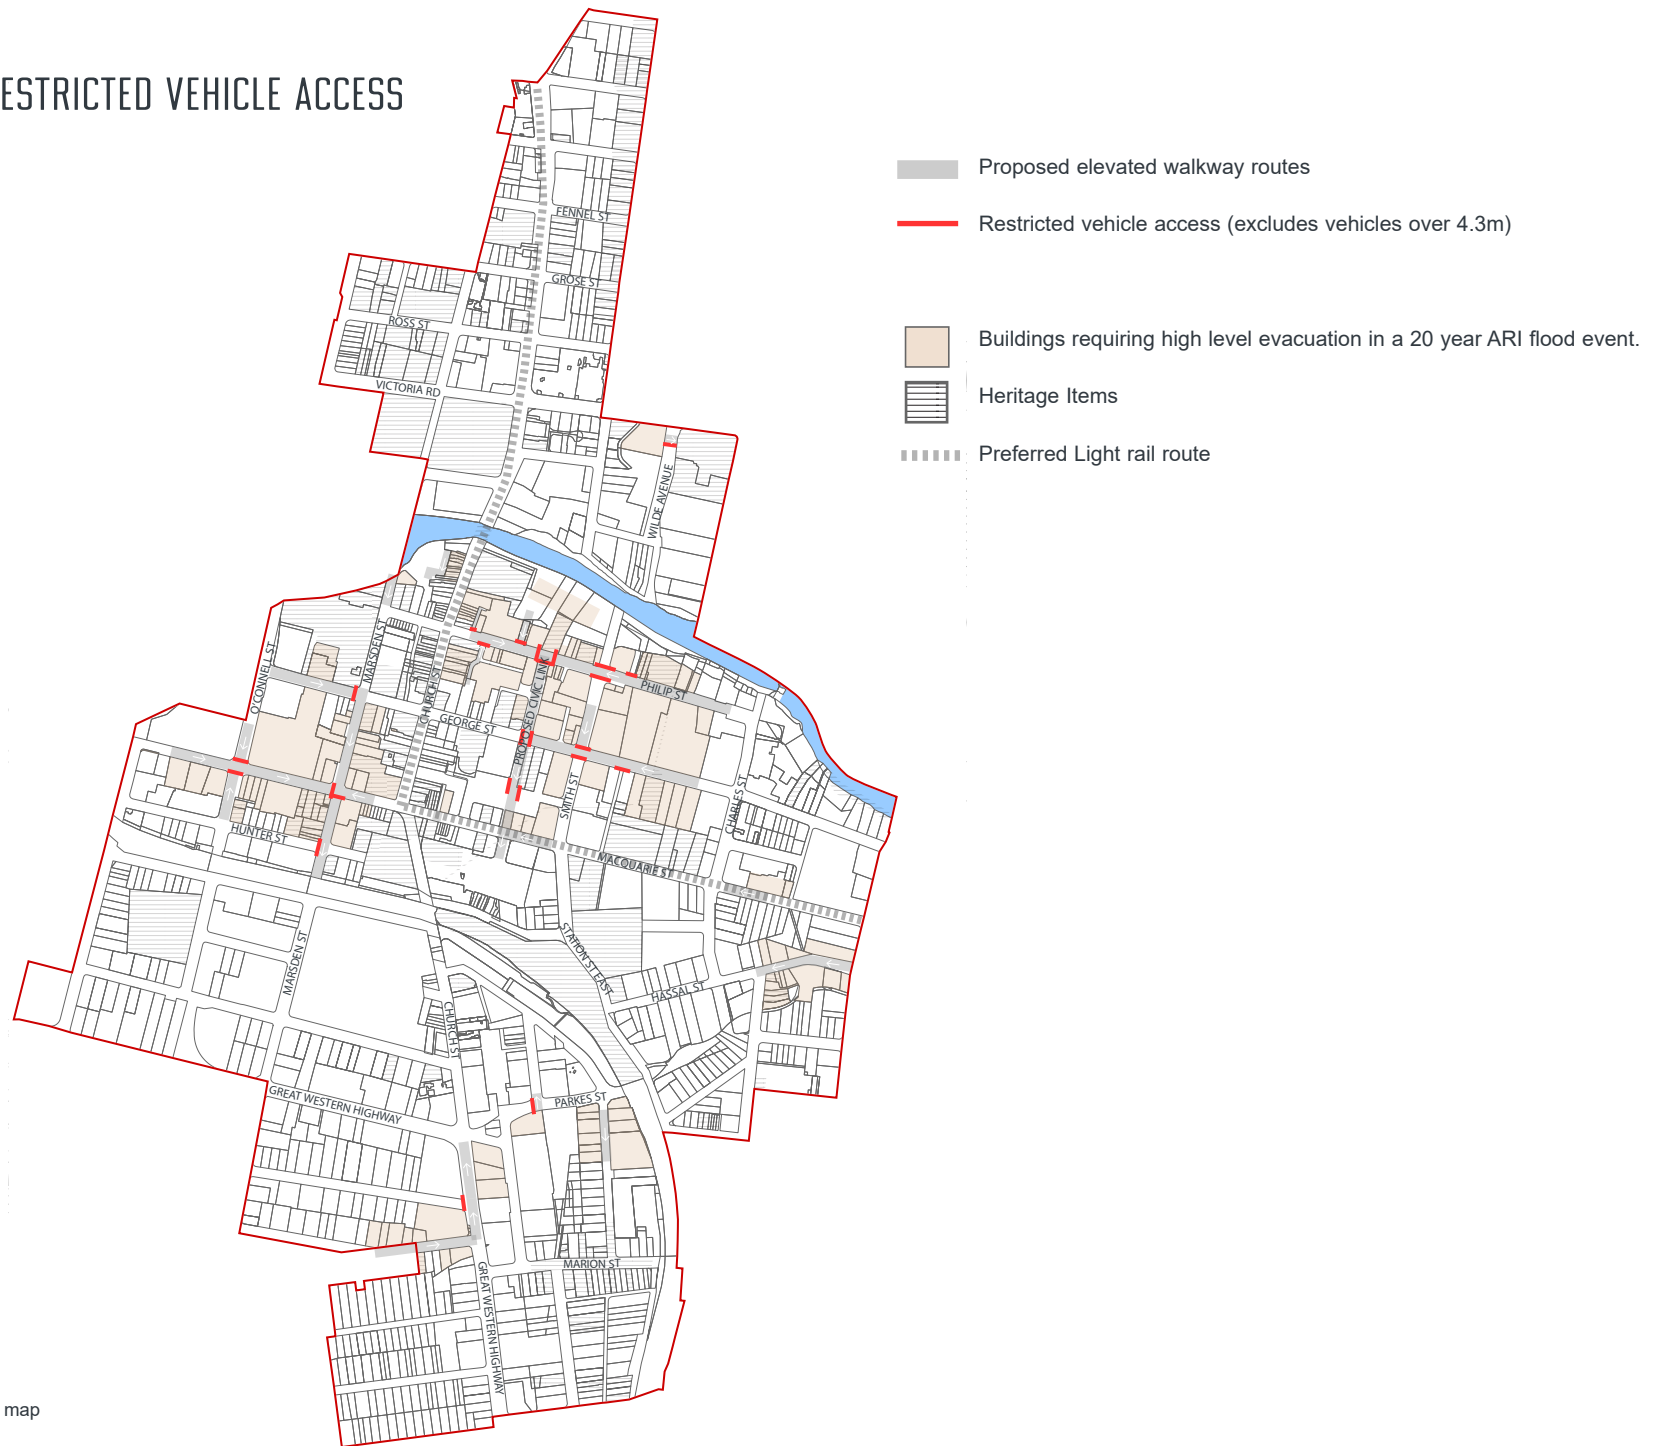 ESTRICTED VEHICLE ACCESS
Proposed elevated walkway routes
Restricted vehicle access (excludes vehicles over 4.3m)
Buildings requiring high level evacuation in a 20 year ARI flood event.
Heritage Items
Preferred Light rail route
FENNEL ST
GROSE ST
ROSS ST
VICTORIA RD
WILDE AVENUE
O'CONNELL ST
MARSDEN ST
CHURCH S
PROPOSED CIVIC LINK
PHILIP ST
GEORGE ST
SMITH ST
CHARLES ST
HUNTER ST
MACQUARIE ST
MARSDEN ST
STATION ST EAST
HASSAL ST
CHURCH ST
GREAT WESTERN HIGHWAY
PARKES ST
MARION ST
GREAT WESTERN HIGHWAY
map